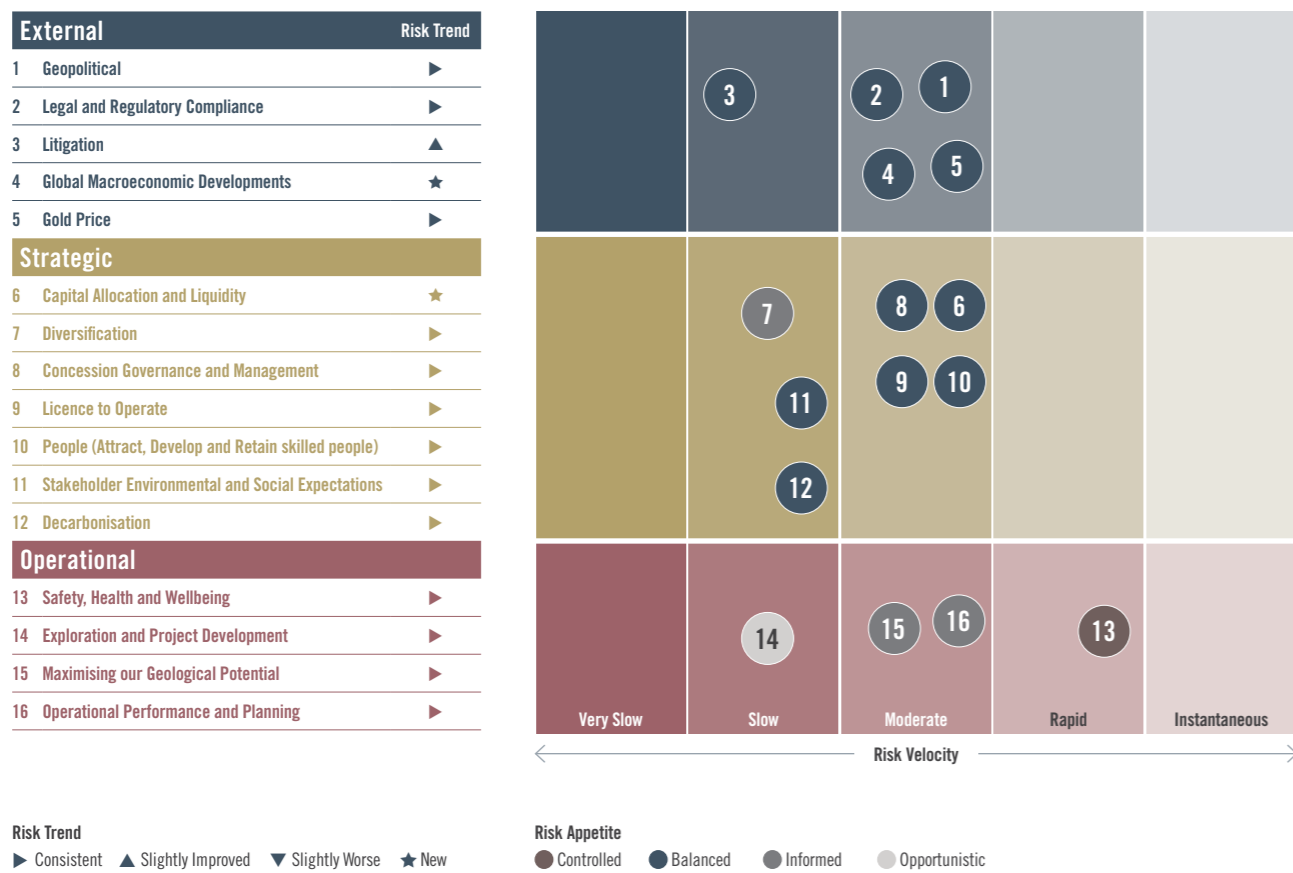 External Risk Trend
1 Geopolitical
2 Legal and Regulatory Compliance
3 Litigation
4 Global Macroeconomic Developments
5 Gold Price
Strategic
6 Capital Allocation and Liquidity
7 Diversification
8 Concession Governance and Management
9 Licence to Operate
10 People (Attract, Develop and Retain skilled people)
11 Stakeholder Environmental and Social Expectations
12 Decarbonisation
Operational
13 Safety, Health and Wellbeing
14 Exploration and Project Development
15 Maximising our Geological Potential
16 Operational Performance and Planning
3 2 1
4 5
7 8 6
11 9 10
12
14 15 16 13
Very Slow Slow Moderate Rapid Instantaneous
Risk Velocity
Risk Trend
Consistent Slightly Improved Slightly Worse New
Risk Appetite
Controlled Balanced Informed Opportunistic